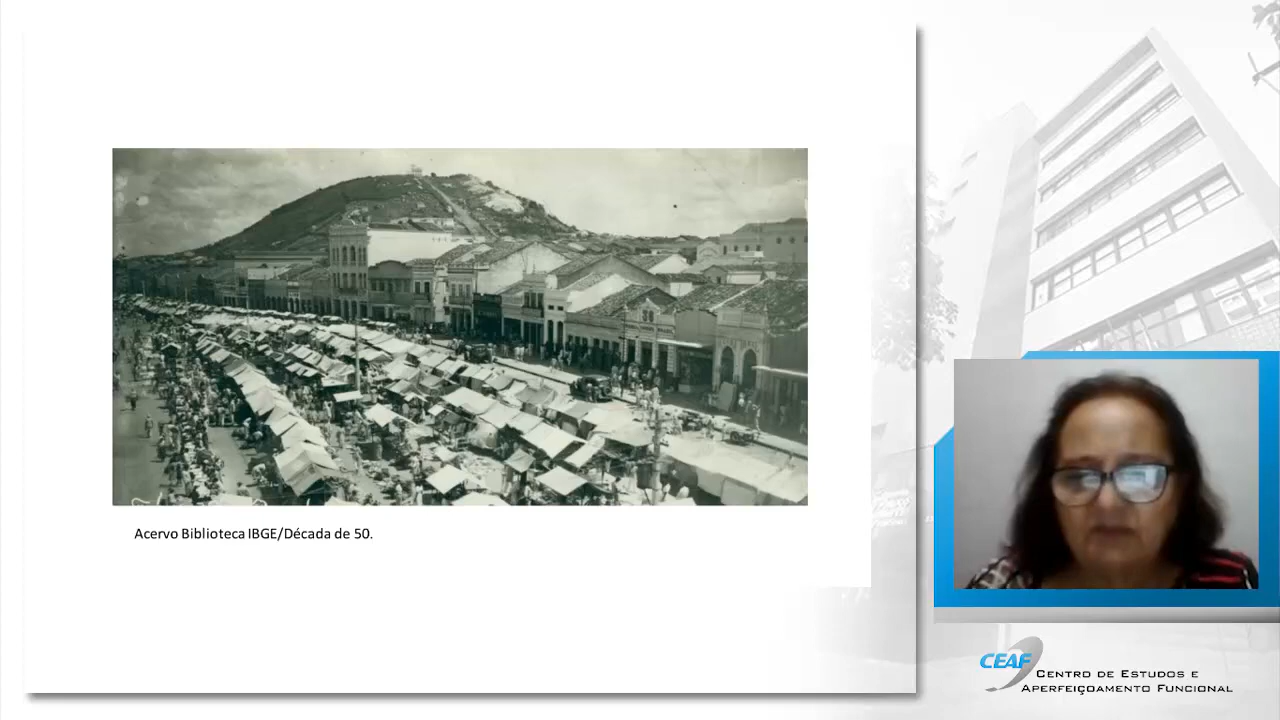 Acervo Biblioteca IBGE/Década de 50.
CEAF
CENTRO DE ESTUDOS E
APERFEIÇOAMENTO FUNCIONAL